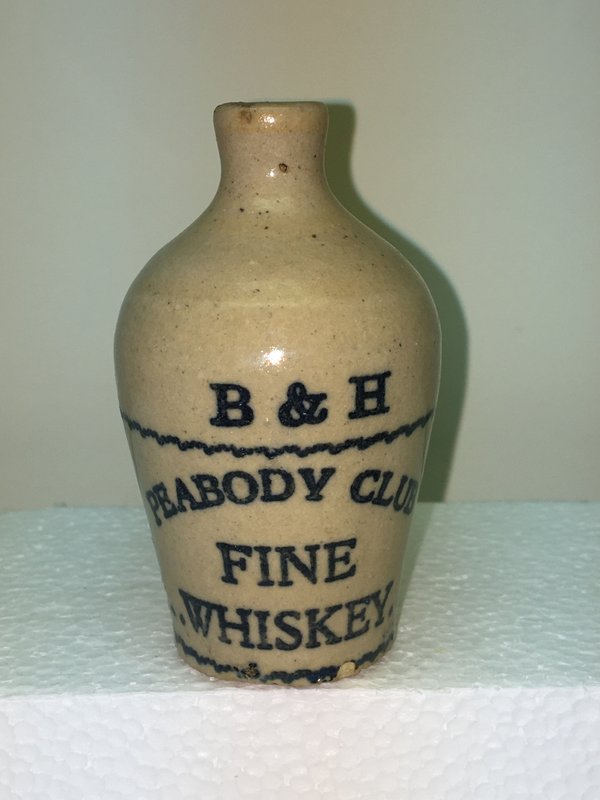 B & H
PEABODY CLUB
FINE
WHISKEY.